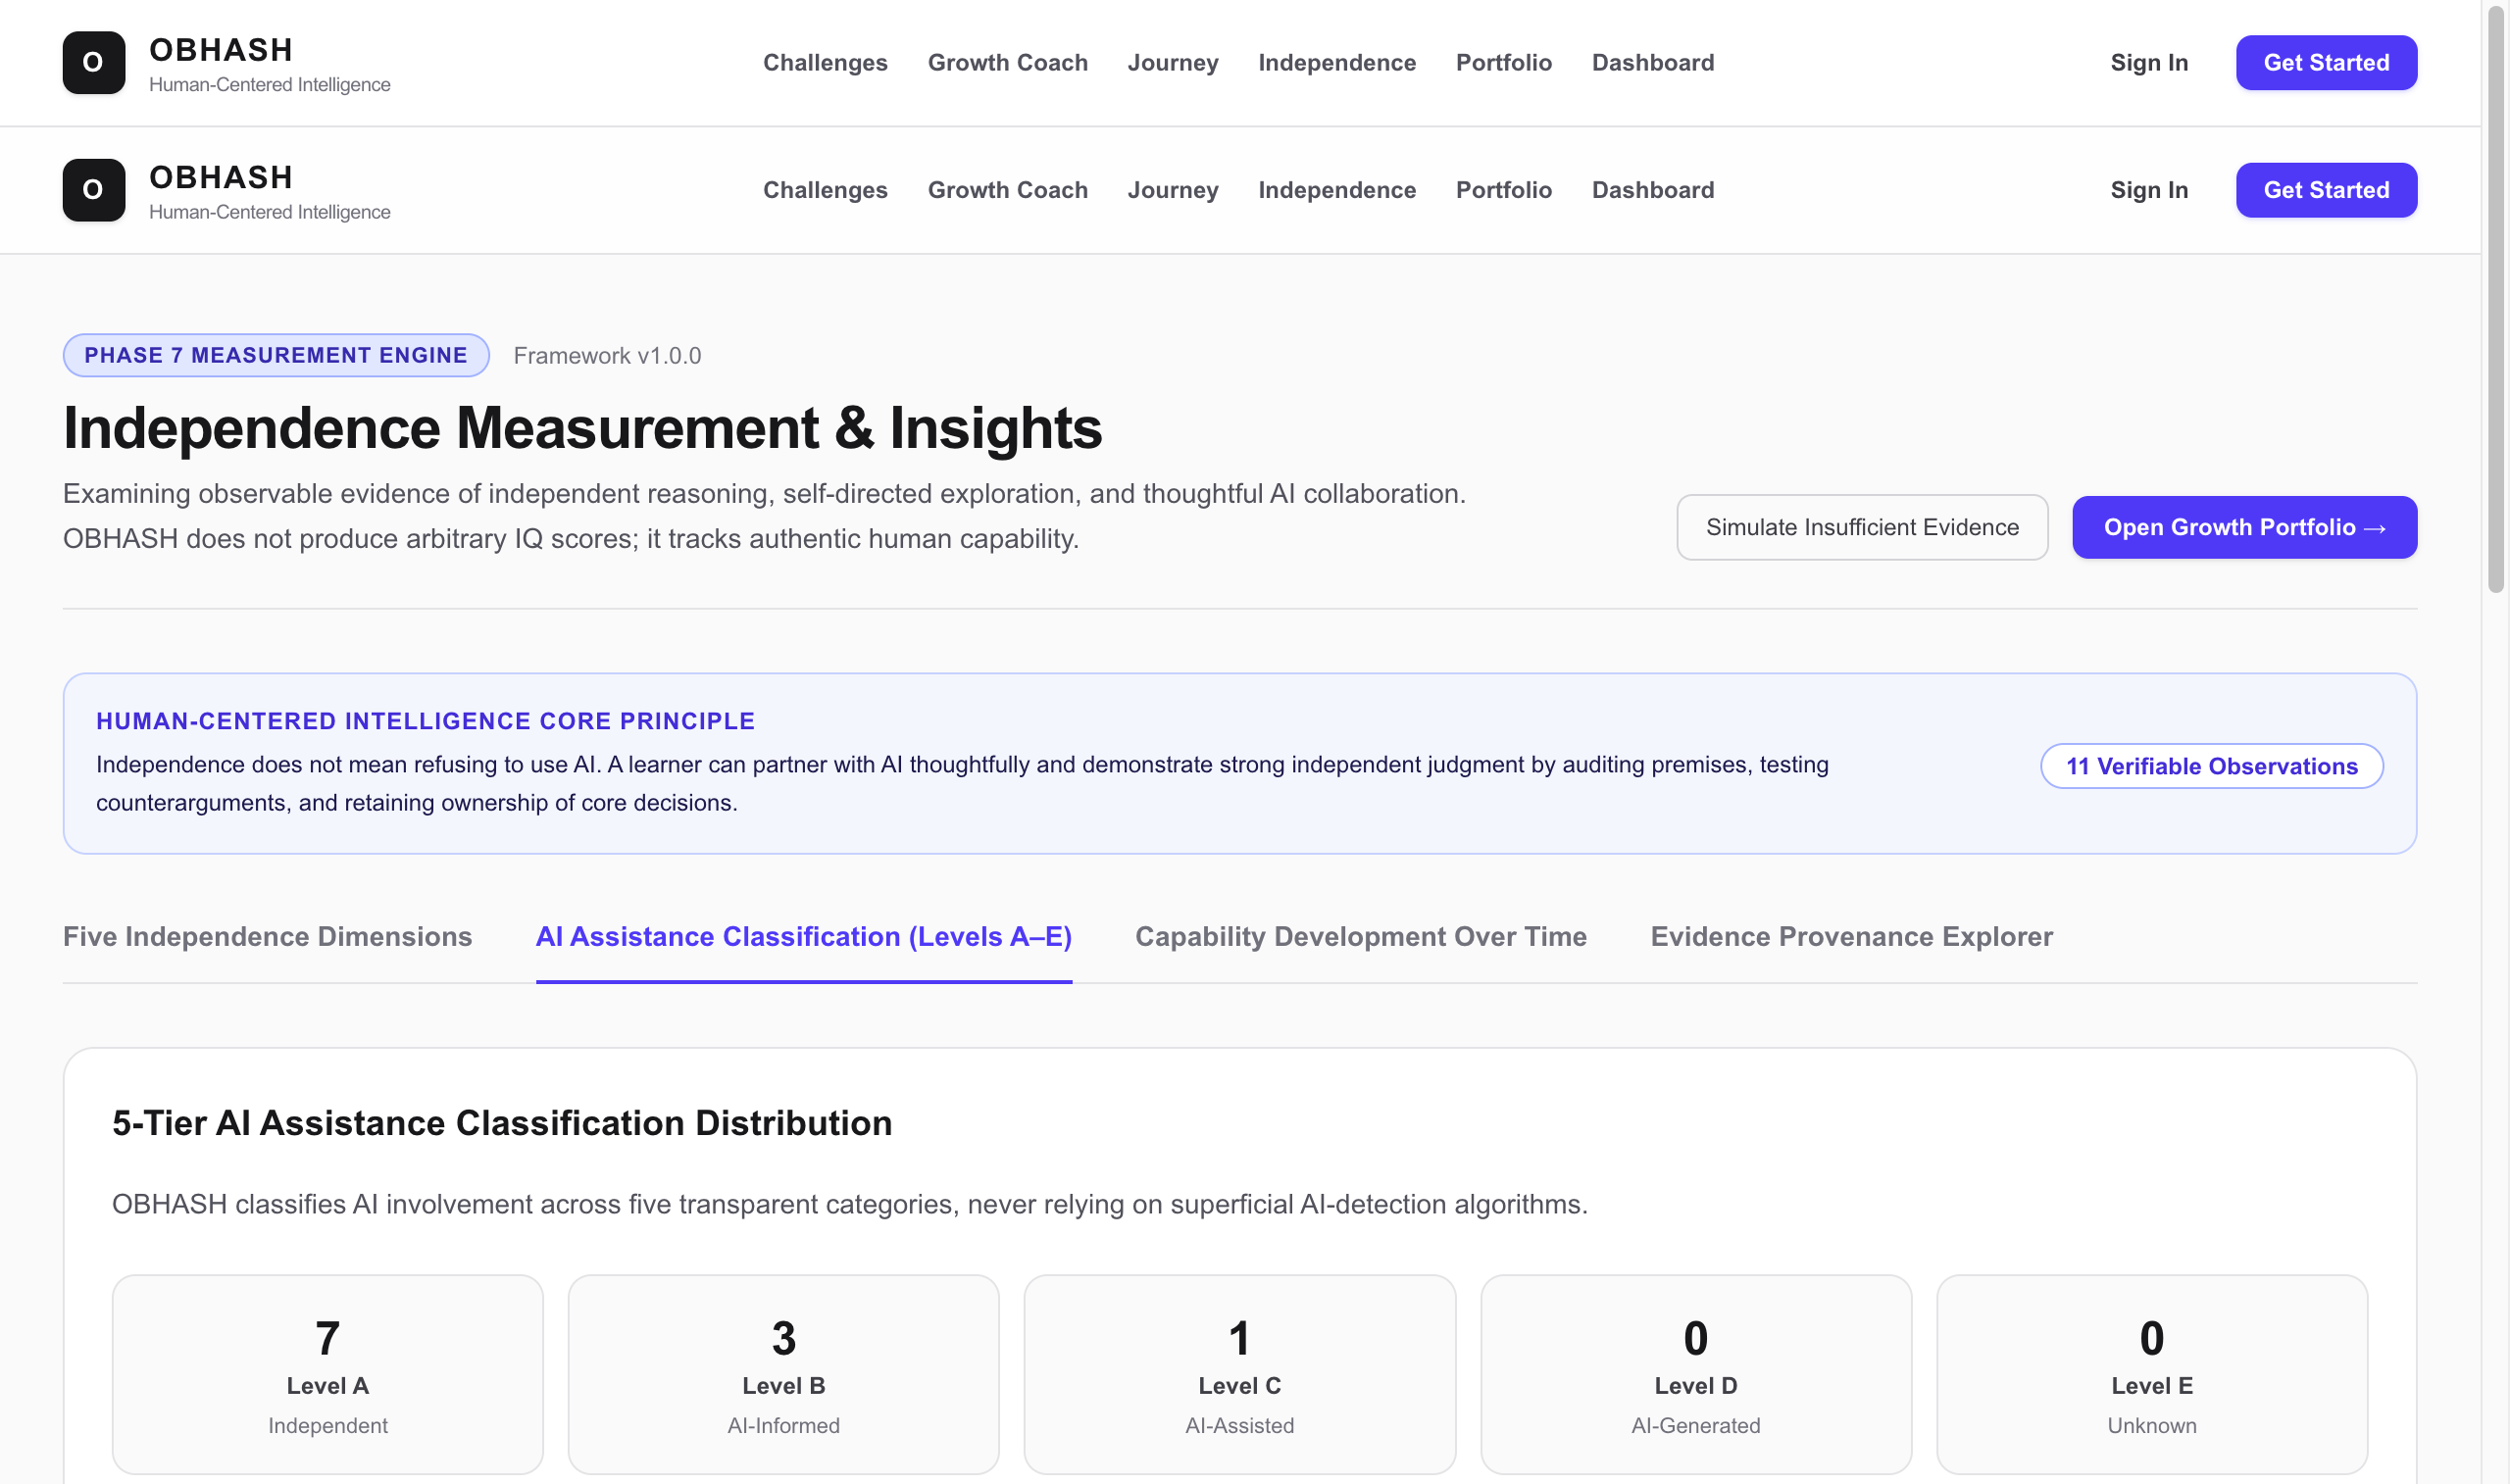 O
OBHASH
Human-Centered Intelligence
Challenges Growth Coach Journey Independence Portfolio Dashboard
Sign In
Get Started
O
OBHASH
Human-Centered Intelligence
Challenges Growth Coach Journey Independence Portfolio Dashboard
Sign In
Get Started
PHASE 7 MEASUREMENT ENGINE
Framework v1.0.0
Independence Measurement & Insights
Examining observable evidence of independent reasoning, self-directed exploration, and thoughtful AI collaboration.
OBHASH does not produce arbitrary IQ scores; it tracks authentic human capability.
Simulate Insufficient Evidence
Open Growth Portfolio →
HUMAN-CENTERED INTELLIGENCE CORE PRINCIPLE
Independence does not mean refusing to use AI. A learner can partner with AI thoughtfully and demonstrate strong independent judgment by auditing premises, testing
counterarguments, and retaining ownership of core decisions.
11 Verifiable Observations
Five Independence Dimensions
AI Assistance Classification (Levels A–E)
Capability Development Over Time
Evidence Provenance Explorer
5-Tier AI Assistance Classification Distribution
OBHASH classifies AI involvement across five transparent categories, never relying on superficial AI-detection algorithms.
7
Level A
Independent
3
Level B
AI-Informed
1
Level C
AI-Assisted
0
Level D
AI-Generated
0
Level E
Unknown